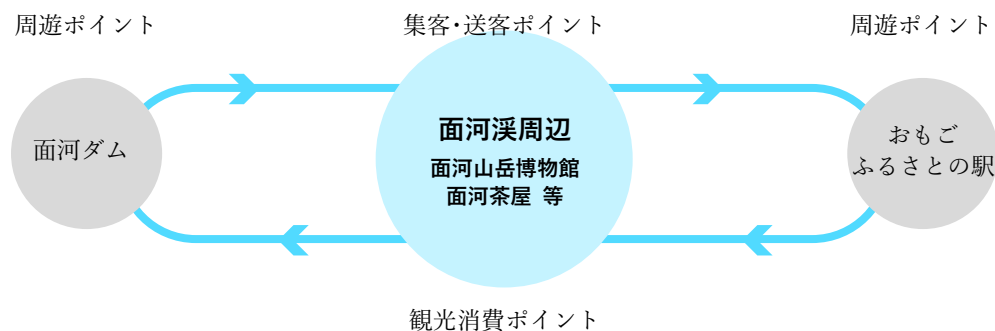 周遊ポイント
集客・送客ポイント
周遊ポイント
面河ダム
面河渓周辺
面河山岳博物館
面河茶屋 等
おもご
ふるさとの駅
観光消費ポイント